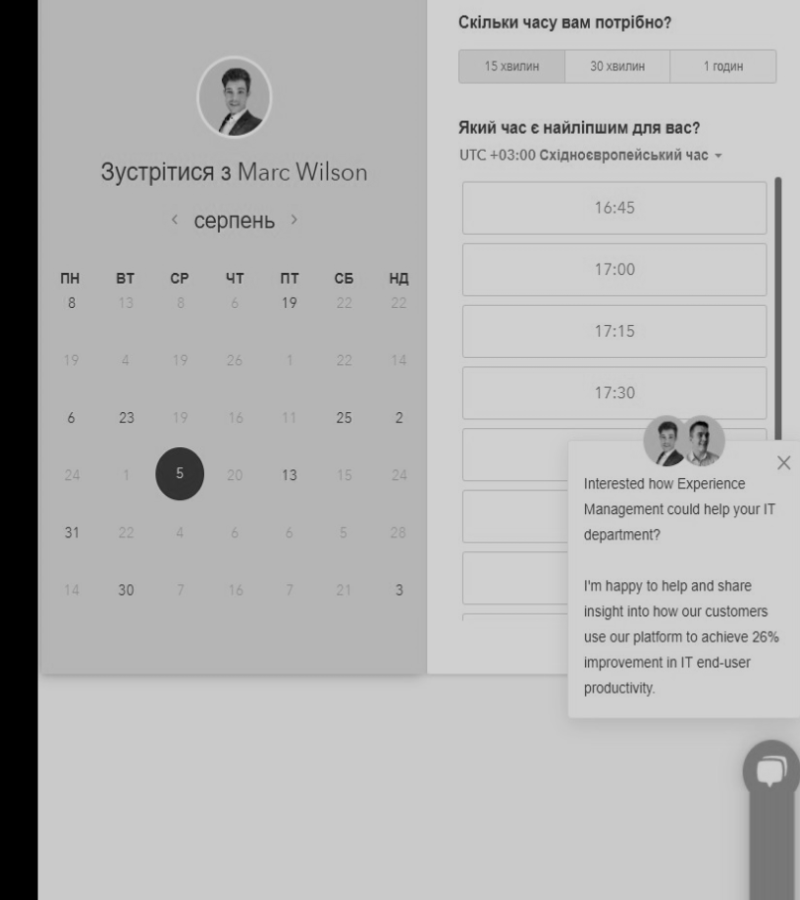 Зустрітися з Marc Wilson
< серпень >
ПН ВТ СР ЧТ ПТ СБ НД
8 13 8 6 19 22 22
19 4 19 26 1 22 14
6 23 19 16 11 25 2
24 1 5 20 13 15 24
31 22 4 6 6 5 28
14 30 7 16 7 21 3
Скільки часу вам потрібно?
15 хвилин 30 хвилин 1 годин
Який час є найліпшим для вас?
UTC +03:00 Східноєвропейський час
16:45
17:00
17:15
17:30
Interested how Experience
Management could help your IT
department?
I'm happy to help and share
insight into how our customers
use our platform to achieve 26%
improvement in IT end-user
productivity.